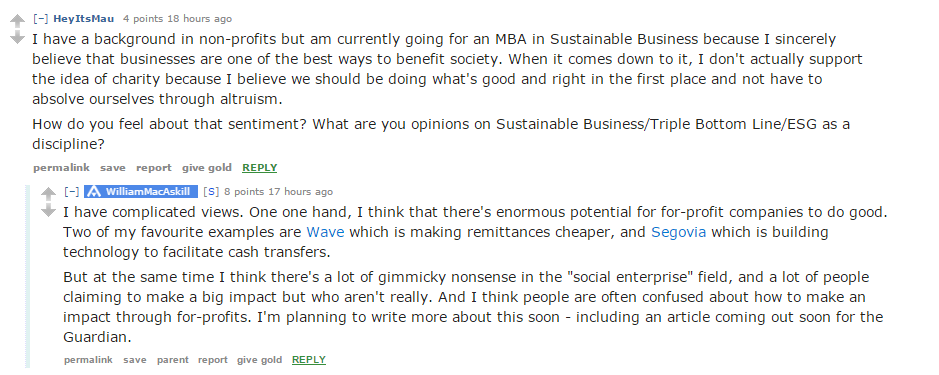 [–] HeyItsMau 4 points 18 hours ago
I have a background in non-profits but am currently going for an MBA in Sustainable Business because I sincerely
believe that businesses are one of the best ways to benefit society. When it comes down to it, I don't actually support
the idea of charity because I believe we should be doing what's good and right in the first place and not have to
absolve ourselves through altruism.
How do you feel about that sentiment? What are you opinions on Sustainable Business/Triple Bottom Line/ESG as a
discipline?
permalink save report give gold REPLY
[–] WilliamMacAskill [S] 8 points 17 hours ago
I have complicated views. One one hand, I think that there's enormous potential for for-profit companies to do good.
Two of my favourite examples are Wave which is making remittances cheaper, and Segovia which is building
technology to facilitate cash transfers.
But at the same time I think there's a lot of gimmicky nonsense in the "social enterprise" field, and a lot of people
claiming to make a big impact but who aren't really. And I think people are often confused about how to make an
impact through for-profits. I'm planning to write more about this soon - including an article coming out soon for the
Guardian.
permalink save parent report give gold REPLY